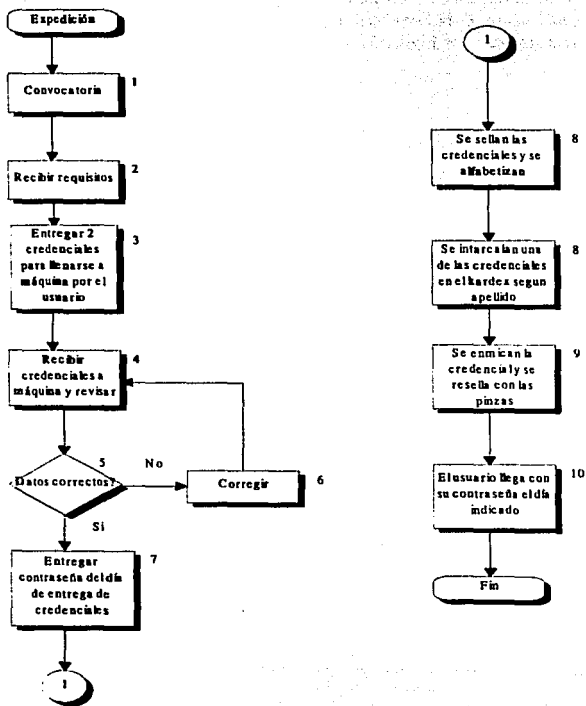 Expedición
Convocatoria
1
Recibir requisitos
2
Entregar 2
credenciales
para llenarse a
máquina por el
usuario
3
Recibir
credenciales a
máquina y revisar
4
Datos correctos?
5
No
Corregir
6
Si
Entregar
contraseña del día
de entrega de
credenciales
7
1
1
Se sellan las
credenciales y se
alfabetizan
8
Se intarcalan una
de las credenciales
en el kardex segun
apellido
8
Se enmican la
credencial y se
resella con las
pinzas
9
El usuario llega con
su contraseña el día
indicado
10
Fin